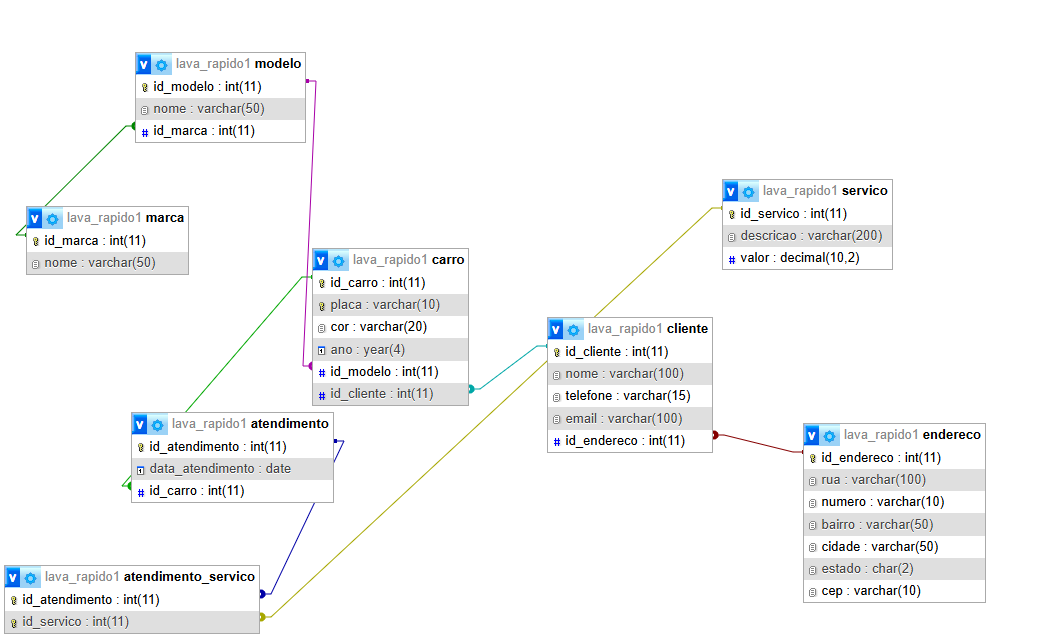 lava_rapido1 modelo
id_modelo : int(11)
nome : varchar(50)
id_marca : int(11)
lava_rapido1 marca
id_marca : int(11)
nome : varchar(50)
lava_rapido1 carro
id_carro : int(11)
placa : varchar(10)
cor : varchar(20)
ano : year(4)
id_modelo : int(11)
id_cliente : int(11)
lava_rapido1 atendimento
id_atendimento : int(11)
data_atendimento : date
id_carro : int(11)
lava_rapido1 atendimento_servico
id_atendimento : int(11)
id_servico : int(11)
lava_rapido1 servico
id_servico : int(11)
descricao : varchar(200)
valor : decimal(10,2)
lava_rapido1 cliente
id_cliente : int(11)
nome : varchar(100)
telefone : varchar(15)
email : varchar(100)
id_endereco : int(11)
lava_rapido1 endereco
id_endereco : int(11)
rua : varchar(100)
numero : varchar(10)
bairro : varchar(50)
cidade : varchar(50)
estado : char(2)
cep : varchar(10)